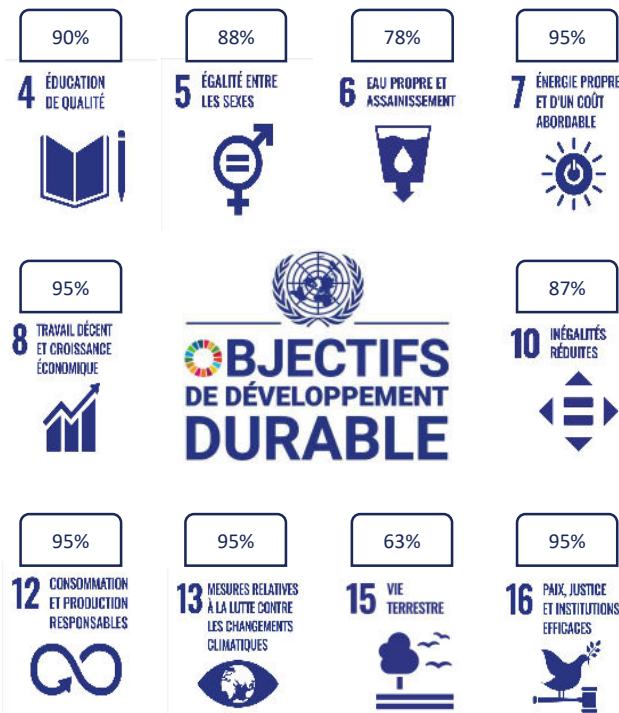 90%
4 ÉDUCATION
DE QUALITÉ
88%
5 ÉGALITÉ ENTRE
LES SEXES
78%
6 EAU PROPRE ET
ASSAINISSEMENT
95%
7 ÉNERGIE PROPRE
ET D'UN COÛT
ABORDABLE
95%
8 TRAVAIL DÉCENT
ET CROISSANCE
ÉCONOMIQUE
OBJECTIFS
DE DÉVELOPPEMENT
DURABLE
87%
10 INÉGALITÉS
RÉDUITES
95%
12 CONSOMMATION
ET PRODUCTION
RESPONSABLES
95%
13 MESURES RELATIVES
À LA LUTTE CONTRE
LES CHANGEMENTS
CLIMATIQUES
63%
15 VIE
TERRESTRE
95%
16 PAIX, JUSTICE
ET INSTITUTIONS
EFFICACES